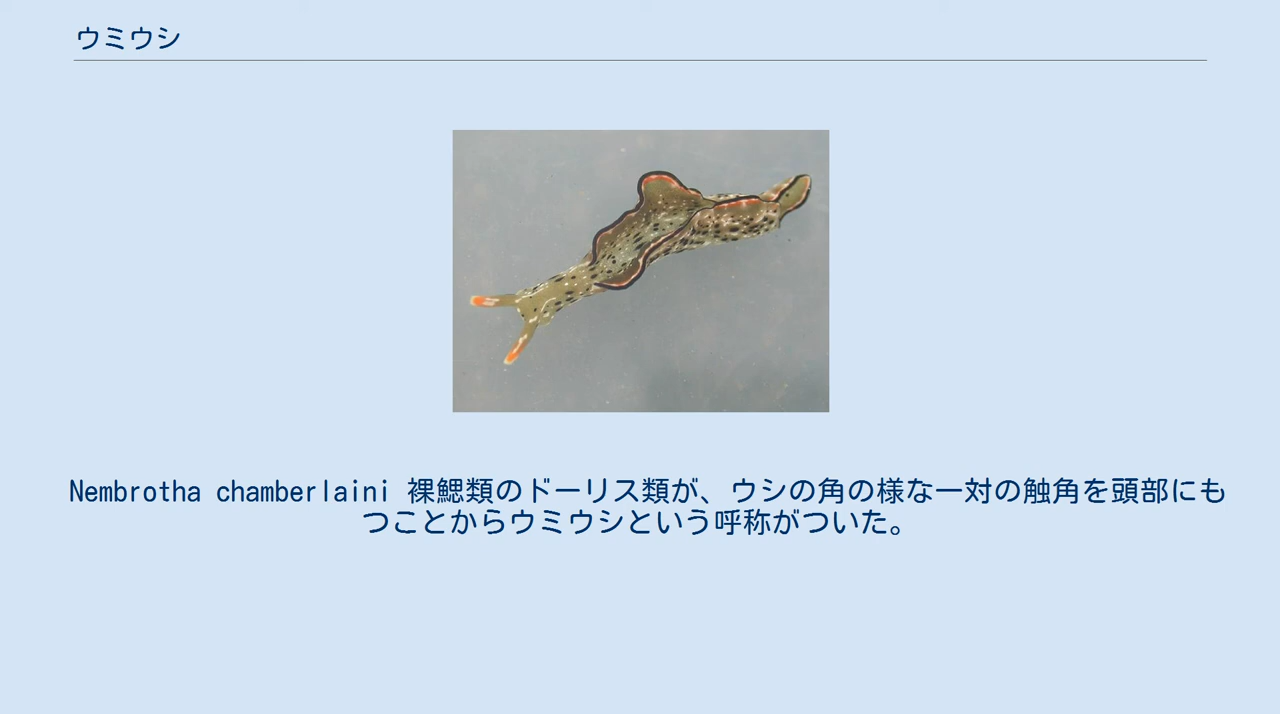 ウミウシ
Nembrotha chamberlaini 裸鰓類のドーリス類が、ウシの角の様な一対の触角を頭部にも
つことからウミウシという呼称がついた。